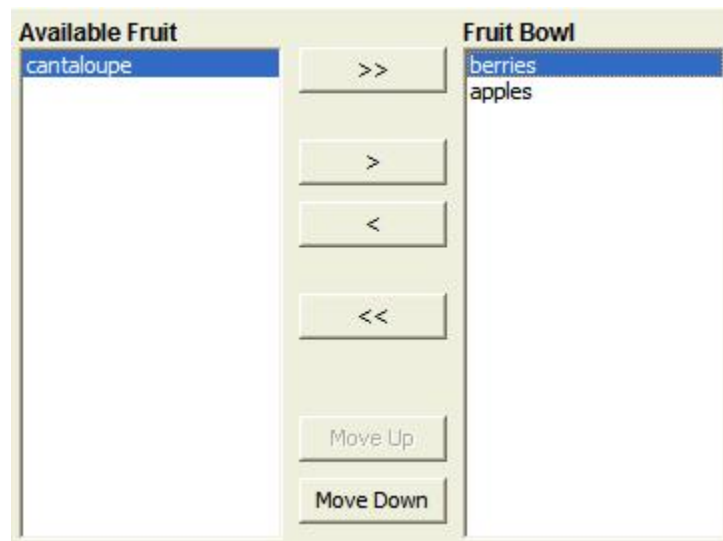 Available Fruit
cantaloupe
>>
>
<
<<
Move Up
Move Down
Fruit Bowl
berries
apples